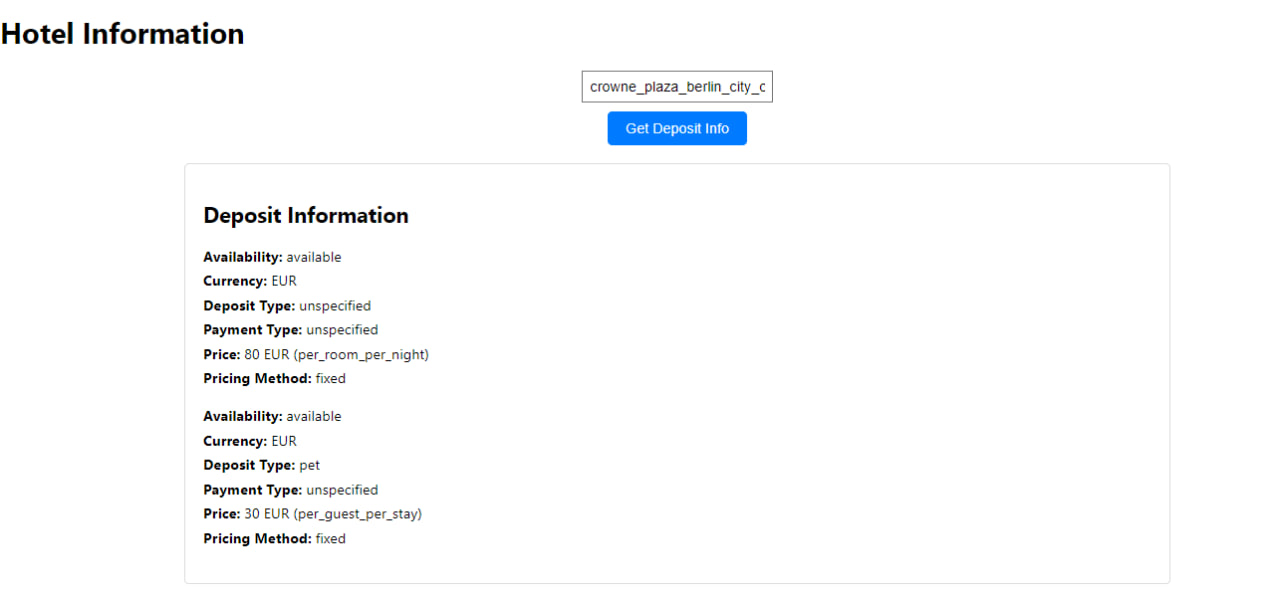 Hotel Information
crowne_plaza_berlin_city_c
Get Deposit Info
Deposit Information
Availability: available
Currency: EUR
Deposit Type: unspecified
Payment Type: unspecified
Price: 80 EUR (per_room_per_night)
Pricing Method: fixed
Availability: available
Currency: EUR
Deposit Type: pet
Payment Type: unspecified
Price: 30 EUR (per_guest_per_stay)
Pricing Method: fixed